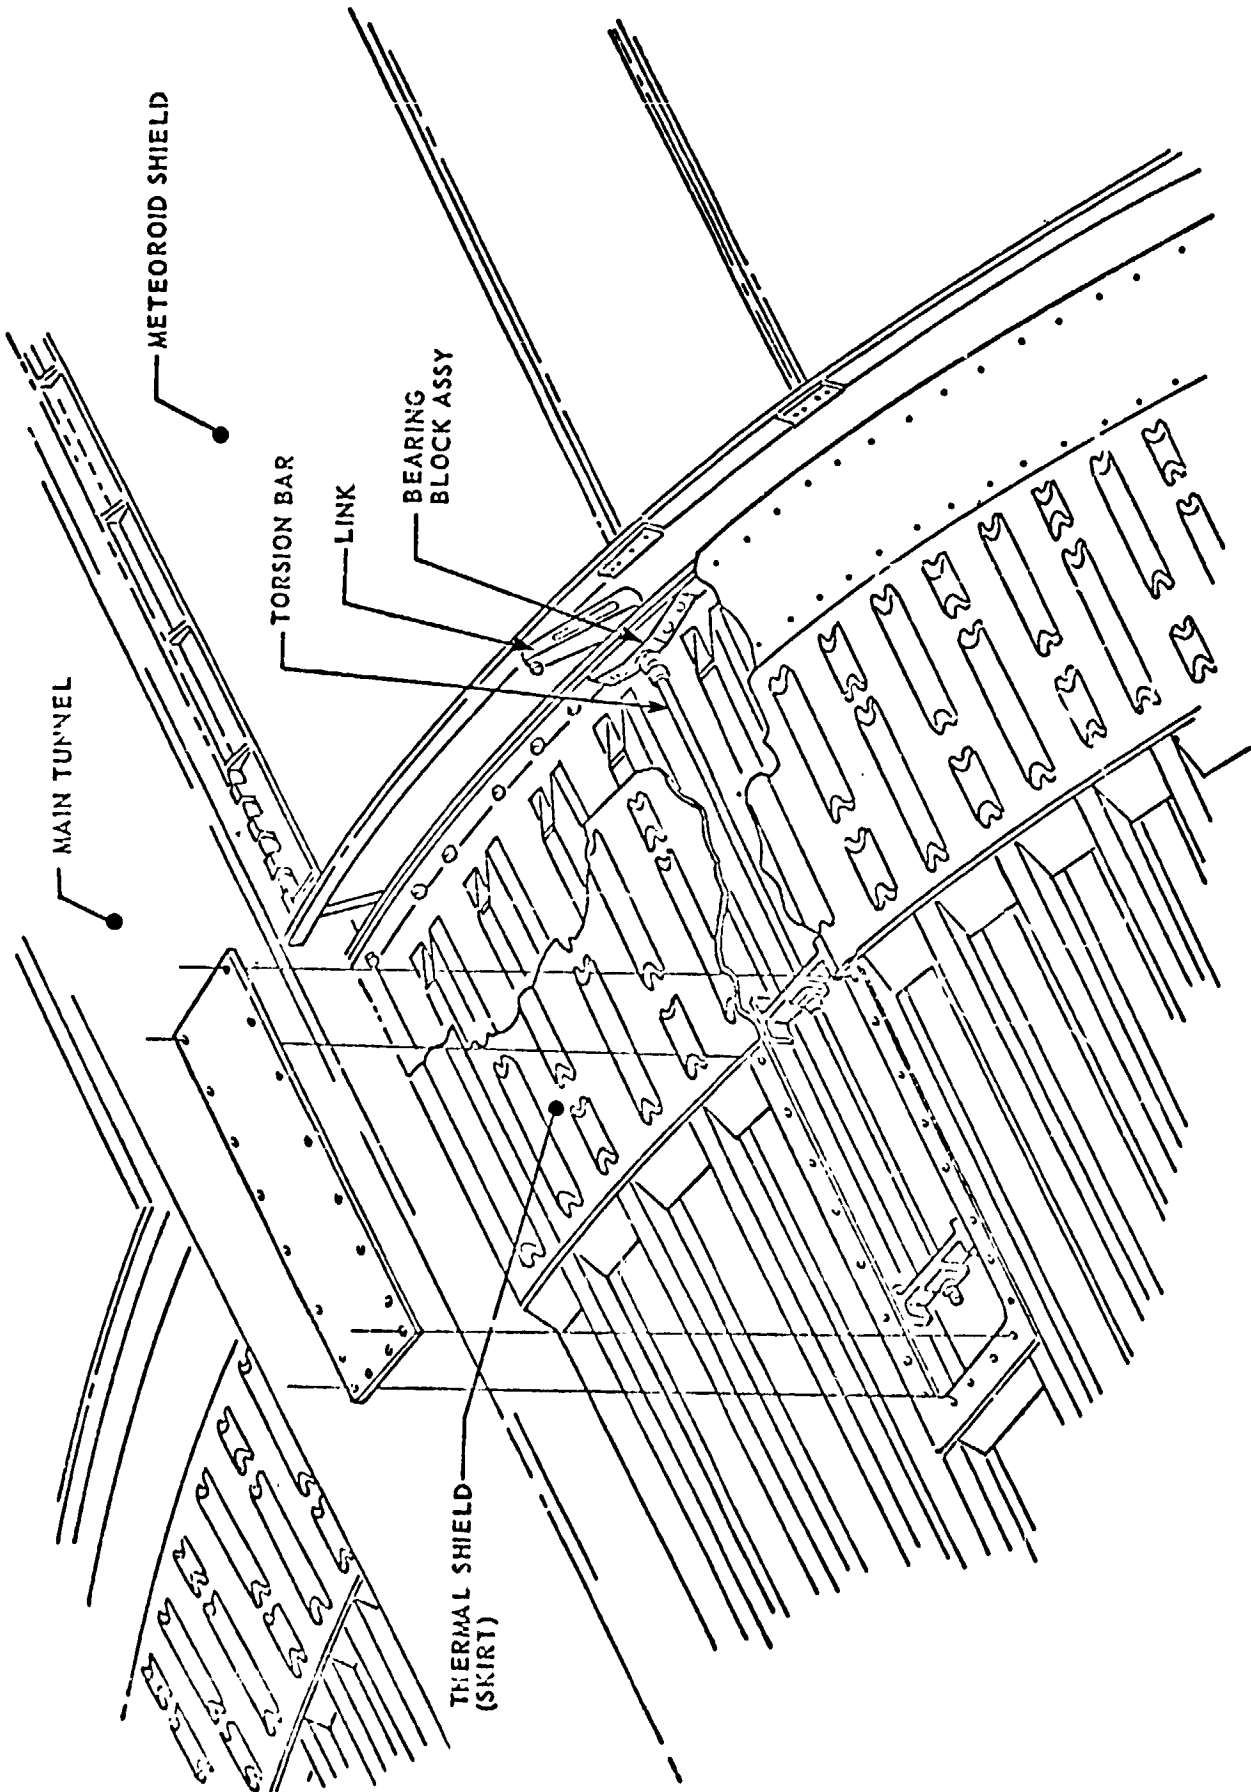 MAIN TUNNEL
METEOROID SHIELD
TORSION BAR
LINK
BEARING
BLOCK ASSY
THERMAL SHIELD
(SKIRT)